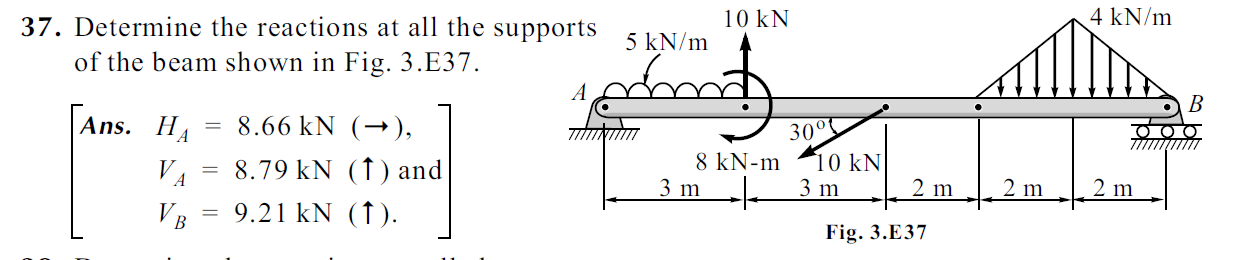 37. Determine the reactions at all the supports
of the beam shown in Fig. 3.E37.
Ans. H_A = 8.66 kN (→),
V_A = 8.79 kN (↑) and
V_B = 9.21 kN (↑).
10 kN
4 kN/m
5 kN/m
A
B
30°
8 kN-m
10 kN
3 m
3 m
2 m
2 m
2 m
Fig. 3.E37